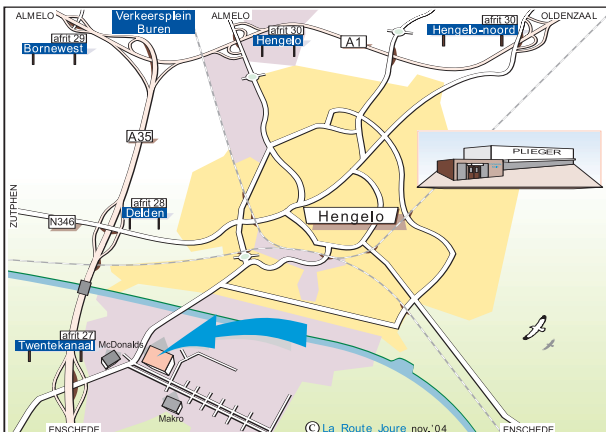 ALMELO
Verkeersplein
Buren
ALMELO
afrit 30
Hengelo
A1
afrit 30
Hengelo-noord
OLDENZAAL
afrit 29
Bornewest
A35
PLIEGER
ZUTPHEN
N346
afrit 28
Delden
Hengelo
afrit 27
Twentekanaal
McDonalds
Makro
ENSCHEDE
© La Route Joure nov.'04
ENSCHEDE